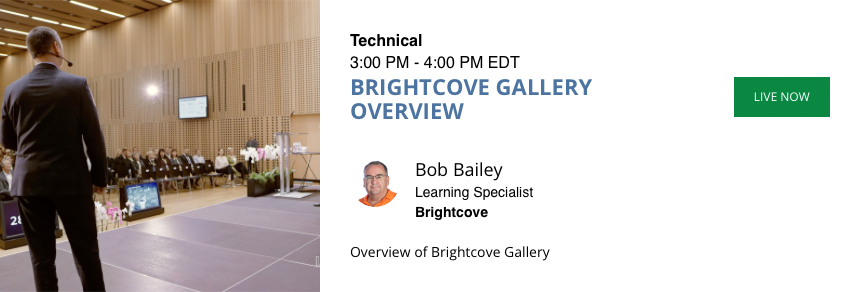 Technical
3:00 PM - 4:00 PM EDT
BRIGHTCOVE GALLERY
OVERVIEW
LIVE NOW
Bob Bailey
Learning Specialist
Brightcove
Overview of Brightcove Gallery
28